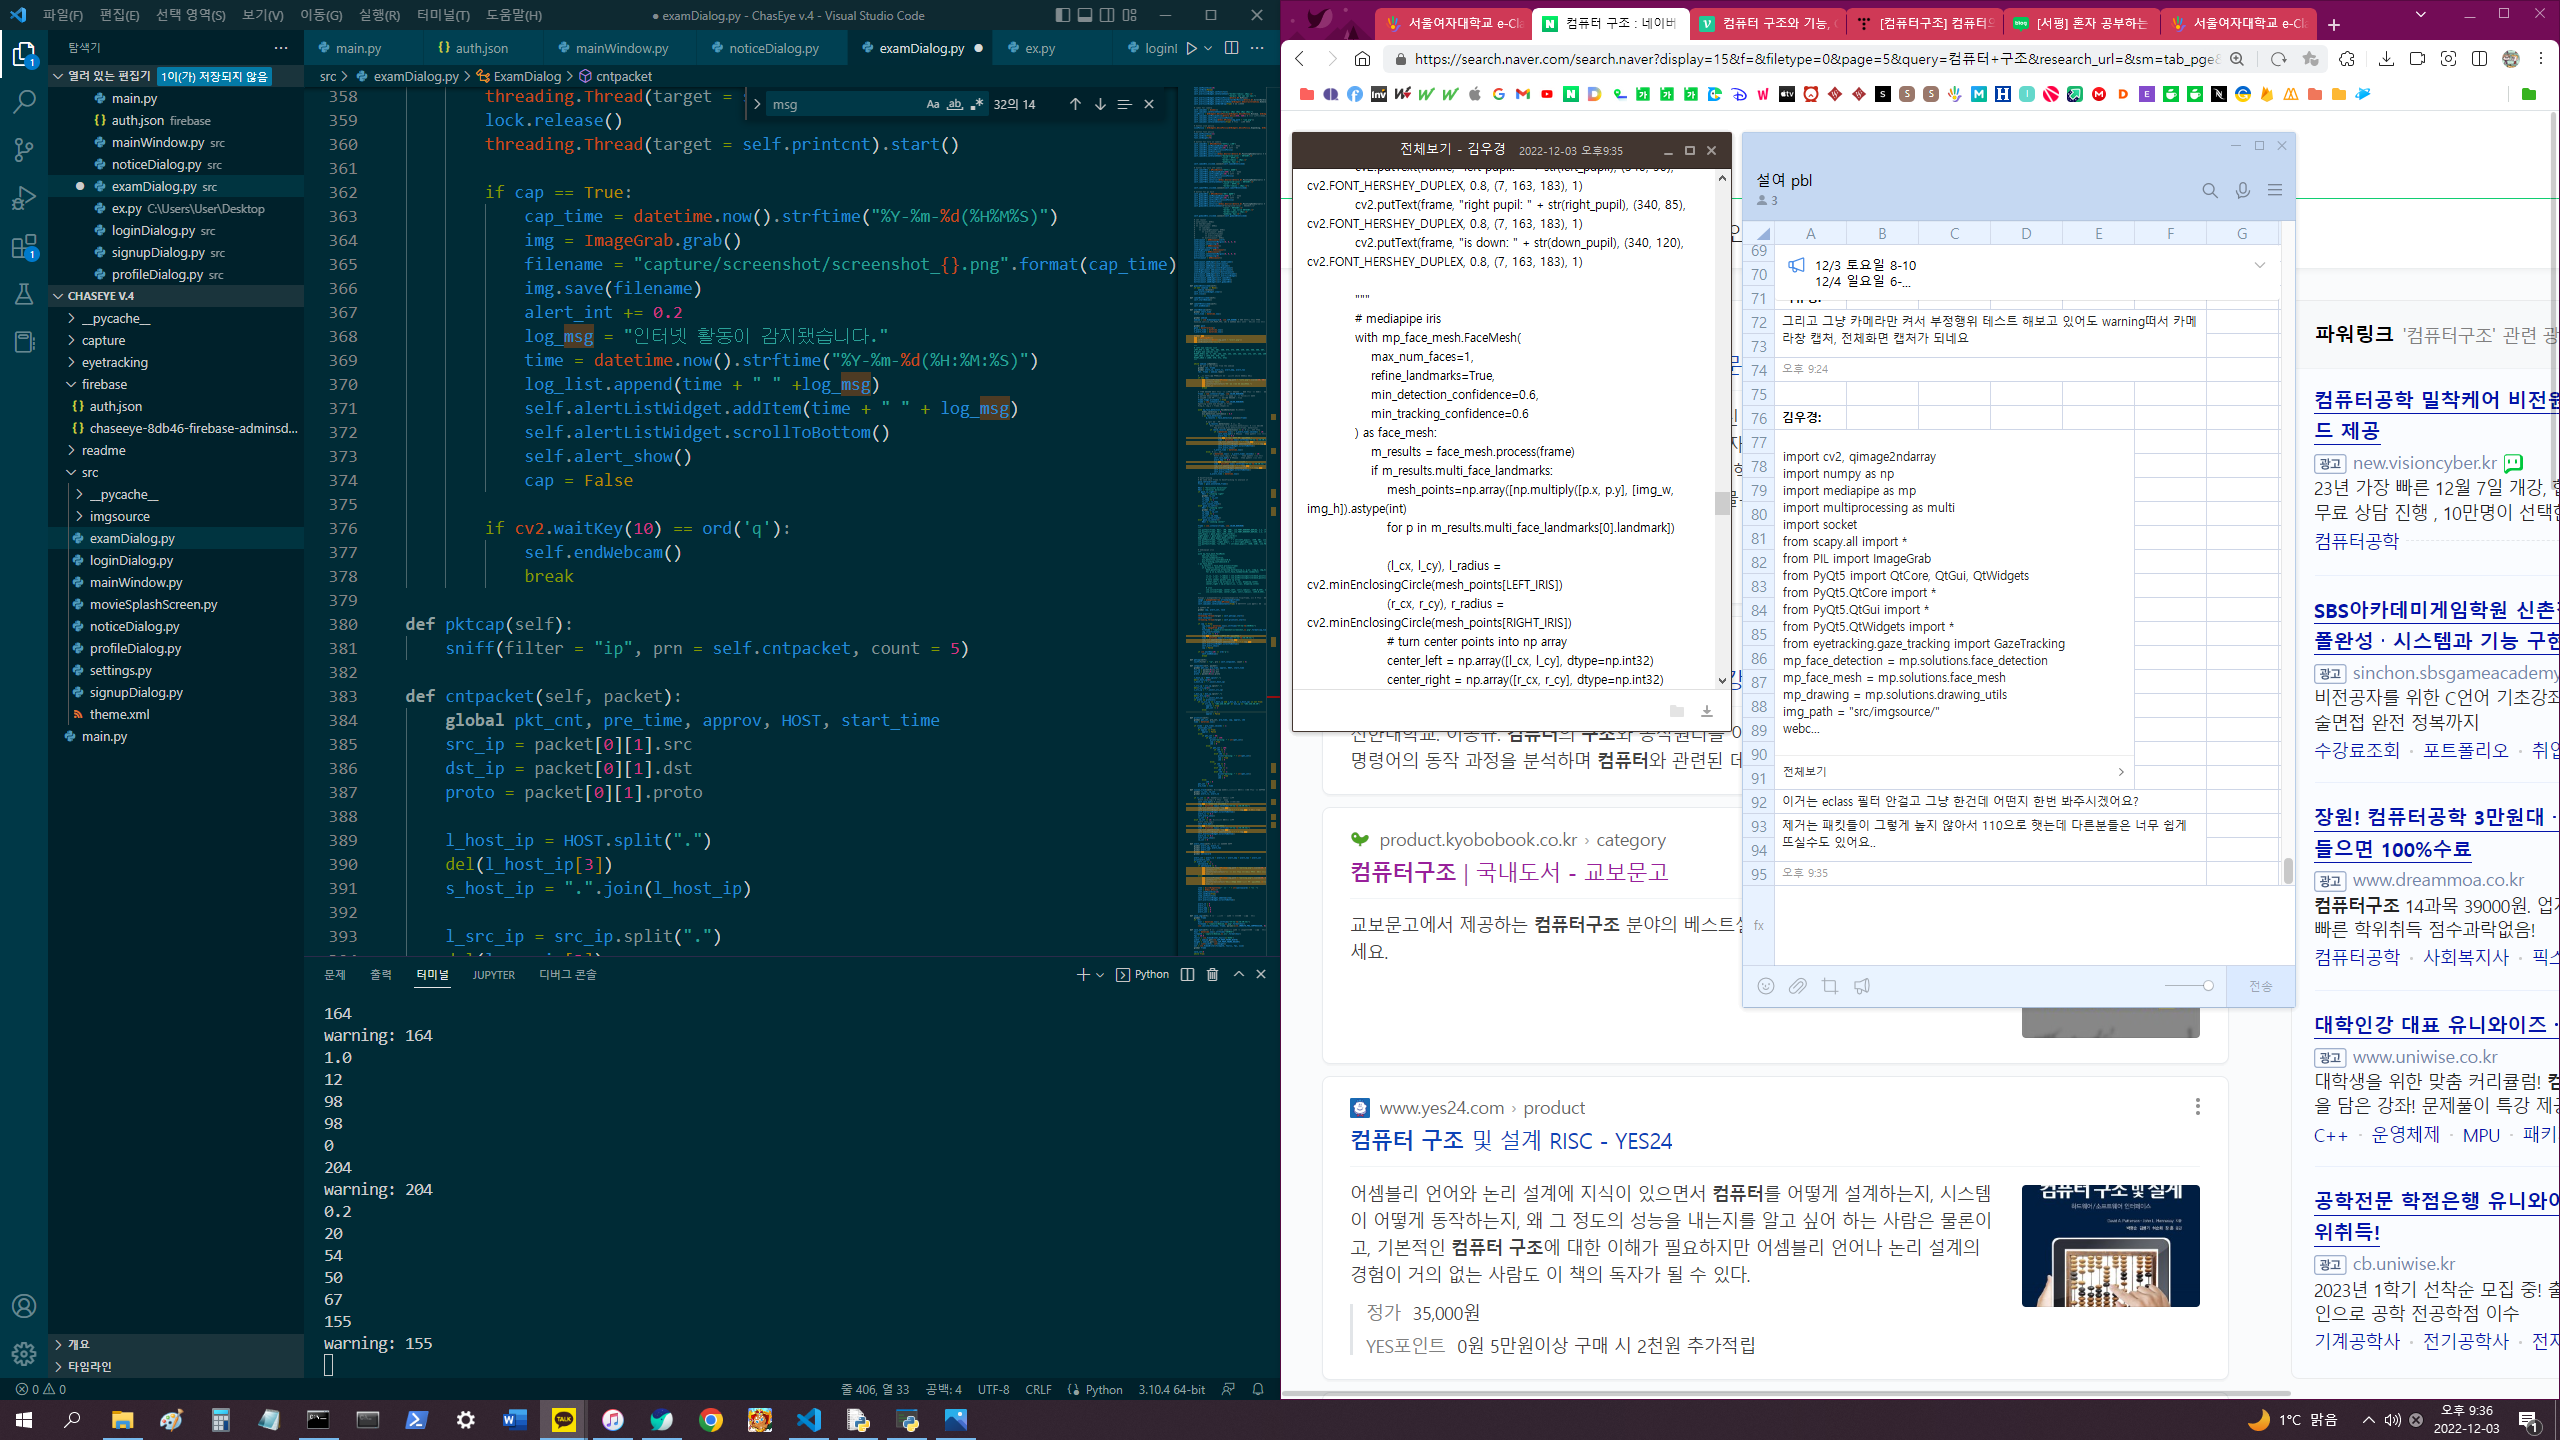 파일(F) 편집(E) 선택 영역(S) 보기(V) 이동(G) 실행(R) 터미널(T) 도움말(H)
● examDialog.py - ChasEye v.4 - Visual Studio Code
탐색기
열려 있는 편집기 1이(가) 저장되지 않음
main.py
auth.json firebase
mainWindow.py src
noticeDialog.py src
examDialog.py src
ex.py C:\Users\User\Desktop
loginDialog.py src
signupDialog.py src
profileDialog.py src
CHASEYE V.4
__pycache__
capture
eyetracking
firebase
auth.json
chaseeye-8db46-firebase-adminsd...
readme
src
__pycache__
imgsource
examDialog.py
loginDialog.py
mainWindow.py
movieSplashScreen.py
noticeDialog.py
profileDialog.py
settings.py
signupDialog.py
theme.xml
main.py
개요
타임라인
main.py auth.json mainWindow.py noticeDialog.py examDialog.py ex.py loginI
src > examDialog.py > ExamDialog > cntpacket
msg 32의 14
358 threading.Thread(target =
359 lock.release()
360 threading.Thread(target = self.printcnt).start()
361
362 if cap == True:
363 cap_time = datetime.now().strftime("%Y-%m-%d(%H%M%S)")
364 img = ImageGrab.grab()
365 filename = "capture/screenshot/screenshot_{}.png".format(cap_time)
366 img.save(filename)
367 alert_int += 0.2
368 log_msg = "인터넷 활동이 감지됐습니다."
369 time = datetime.now().strftime("%Y-%m-%d(%H:%M:%S)")
370 log_list.append(time + " " +log_msg)
371 self.alertListWidget.addItem(time + " " + log_msg)
372 self.alertListWidget.scrollToBottom()
373 self.alert_show()
374 cap = False
375
376 if cv2.waitKey(10) == ord('q'):
377 self.endWebcam()
378 break
379
380 def pktcap(self):
381 sniff(filter = "ip", prn = self.cntpacket, count = 5)
382
383 def cntpacket(self, packet):
384 global pkt_cnt, pre_time, approv, HOST, start_time
385 src_ip = packet[0][1].src
386 dst_ip = packet[0][1].dst
387 proto = packet[0][1].proto
388
389 l_host_ip = HOST.split(".")
390 del(l_host_ip[3])
391 s_host_ip = ".".join(l_host_ip)
392
393 l_src_ip = src_ip.split(".")
문제 출력 터미널 JUPYTER 디버그 콘솔
Python
164
warning: 164
1.0
12
98
98
0
204
warning: 204
0.2
20
54
50
67
155
warning: 155
0 0
줄 406, 열 33 공백: 4 UTF-8 CRLF Python 3.10.4 64-bit
서울여자대학교 e-Cla 컴퓨터 구조 : 네이버 컴퓨터 구조와 기능, [컴퓨터구조] 컴퓨터의 [서평] 혼자 공부하는 서울여자대학교 e-Cla
https://search.naver.com/search.naver?display=15&f=&filetype=0&page=5&query=컴퓨터+구조&research_url=&sm=tab_pge&
전체보기 - 김우경 2022-12-03 오후9:35
cv2.FONT_HERSHEY_DUPLEX, 0.8, (7, 163, 183), 1)
cv2.putText(frame, "right pupil: " + str(right_pupil), (340, 85),
cv2.FONT_HERSHEY_DUPLEX, 0.8, (7, 163, 183), 1)
cv2.putText(frame, "is down: " + str(down_pupil), (340, 120),
cv2.FONT_HERSHEY_DUPLEX, 0.8, (7, 163, 183), 1)
"""
# mediapipe iris
with mp_face_mesh.FaceMesh(
max_num_faces=1,
refine_landmarks=True,
min_detection_confidence=0.6,
min_tracking_confidence=0.6
) as face_mesh:
m_results = face_mesh.process(frame)
if m_results.multi_face_landmarks:
mesh_points=np.array([np.multiply([p.x, p.y], [img_w,
img_h]).astype(int)
for p in m_results.multi_face_landmarks[0].landmark])
(l_cx, l_cy), l_radius =
cv2.minEnclosingCircle(mesh_points[LEFT_IRIS])
(r_cx, r_cy), r_radius =
cv2.minEnclosingCircle(mesh_points[RIGHT_IRIS])
# turn center points into np array
center_left = np.array([l_cx, l_cy], dtype=np.int32)
center_right = np.array([r_cx, r_cy], dtype=np.int32)
설여 pbl
3
A B C D E F G
69
70
71
72
73
74
75
76
77
78
79
80
81
82
83
84
85
86
87
88
89
90
91
92
93
94
95
12/3 토요일 8-10
12/4 일요일 6-...
그리고 그냥 카메라만 켜서 부정행위 테스트 해보고 있어도 warning떠서 카메
라창 캡처, 전체화면 캡처가 되네요
오후 9:24
김우경:
import cv2, qimage2ndarray
import numpy as np
import mediapipe as mp
import multiprocessing as multi
import socket
from scapy.all import *
from PIL import ImageGrab
from PyQt5 import QtCore, QtGui, QtWidgets
from PyQt5.QtCore import *
from PyQt5.QtGui import *
from PyQt5.QtWidgets import *
from eyetracking.gaze_tracking import GazeTracking
mp_face_detection = mp.solutions.face_detection
mp_face_mesh = mp.solutions.face_mesh
mp_drawing = mp.solutions.drawing_utils
img_path = "src/imgsource/"
webc...
전체보기
이거는 eclass 필터 안걸고 그냥 한건데 어떤지 한번 봐주시겠어요?
제거는 패킷들이 그렇게 높지 않아서 110으로 햇는데 다른분들은 너무 쉽게
뜨실수도 있어요..
오후 9:35
fx
전송
명령어의 동작 과정을 분석하며 컴퓨터와 관련된 데
product.kyobobook.co.kr › category
컴퓨터구조 | 국내도서 - 교보문고
교보문고에서 제공하는 컴퓨터구조 분야의 베스트셀
세요.
www.yes24.com › product
컴퓨터 구조 및 설계 RISC - YES24
어셈블리 언어와 논리 설계에 지식이 있으면서 컴퓨터를 어떻게 설계하는지, 시스템
이 어떻게 동작하는지, 왜 그 정도의 성능을 내는지를 알고 싶어 하는 사람은 물론이
고, 기본적인 컴퓨터 구조에 대한 이해가 필요하지만 어셈블리 언어나 논리 설계의
경험이 거의 없는 사람도 이 책의 독자가 될 수 있다.
정가 35,000원
YES포인트 0원 5만원이상 구매 시 2천원 추가적립
컴퓨터 구조 및 설계
파워링크 '컴퓨터구조' 관련 광
컴퓨터공학 밀착케어 비전원
드 제공
광고 new.visioncyber.kr
23년 가장 빠른 12월 7일 개강,
무료 상담 진행 , 10만명이 선택한
컴퓨터공학
SBS아카데미게임학원 신촌
폴완성 · 시스템과 기능 구현
광고 sinchon.sbsgameacademy
비전공자를 위한 C언어 기초강좌
술면접 완전 정복까지
수강료조회 · 포트폴리오 · 취업
장원! 컴퓨터공학 3만원대 ·
들으면 100%수료
광고 www.dreammoa.co.kr
컴퓨터구조 14과목 39000원. 업계
빠른 학위취득 점수과락없음!
컴퓨터공학 · 사회복지사 · 픽스
대학인강 대표 유니와이즈 ·
광고 www.uniwise.co.kr
대학생을 위한 맞춤 커리큘럼! 컴
을 담은 강좌! 문제풀이 특강 제공
C++ · 운영체제 · MPU · 패키
공학전문 학점은행 유니와이
위취득!
광고 cb.uniwise.kr
2023년 1학기 선착순 모집 중! 출
인으로 공학 전공학점 이수
기계공학사 · 전기공학사 · 전자
TALK
1°C 맑음
오후 9:36
2022-12-03
1